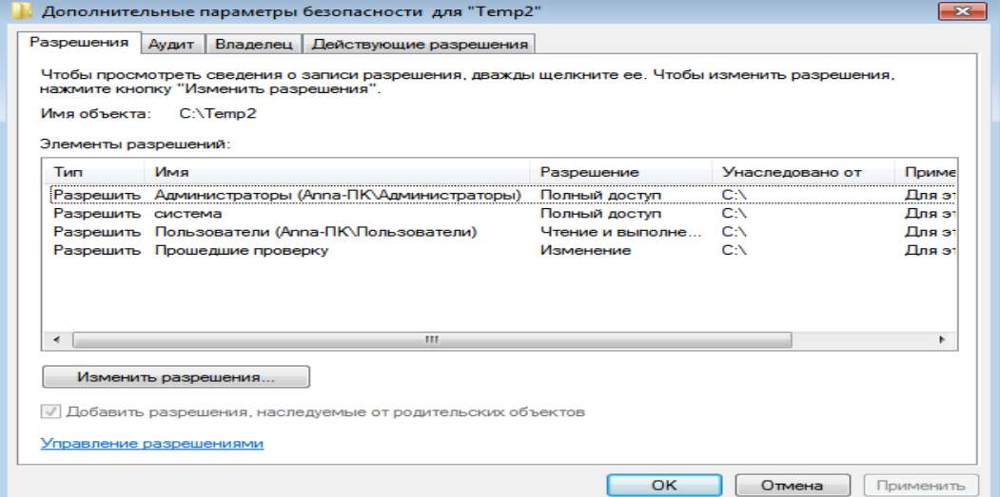 Дополнительные параметры безопасности для "Temp2"
Разрешения Аудит Владелец Действующие разрешения
Чтобы просмотреть сведения о записи разрешения, дважды щелкните ее. Чтобы изменить разрешения,
нажмите кнопку "Изменить разрешения".
Имя объекта: C:\Temp2
Элементы разрешений:
Тип Имя Разрешение Унаследовано от Приме
Разрешить Администраторы (Anna-ПК\Администраторы) Полный доступ C:\ Для эт
Разрешить система Полный доступ C:\ Для эт
Разрешить Пользователи (Anna-ПК\Пользователи) Чтение и выполне... C:\ Для эт
Разрешить Прошедшие проверку Изменение C:\ Для эт
Изменить разрешения...
Добавить разрешения, наследуемые от родительских объектов
Управление разрешениями
ОК Отмена Применить